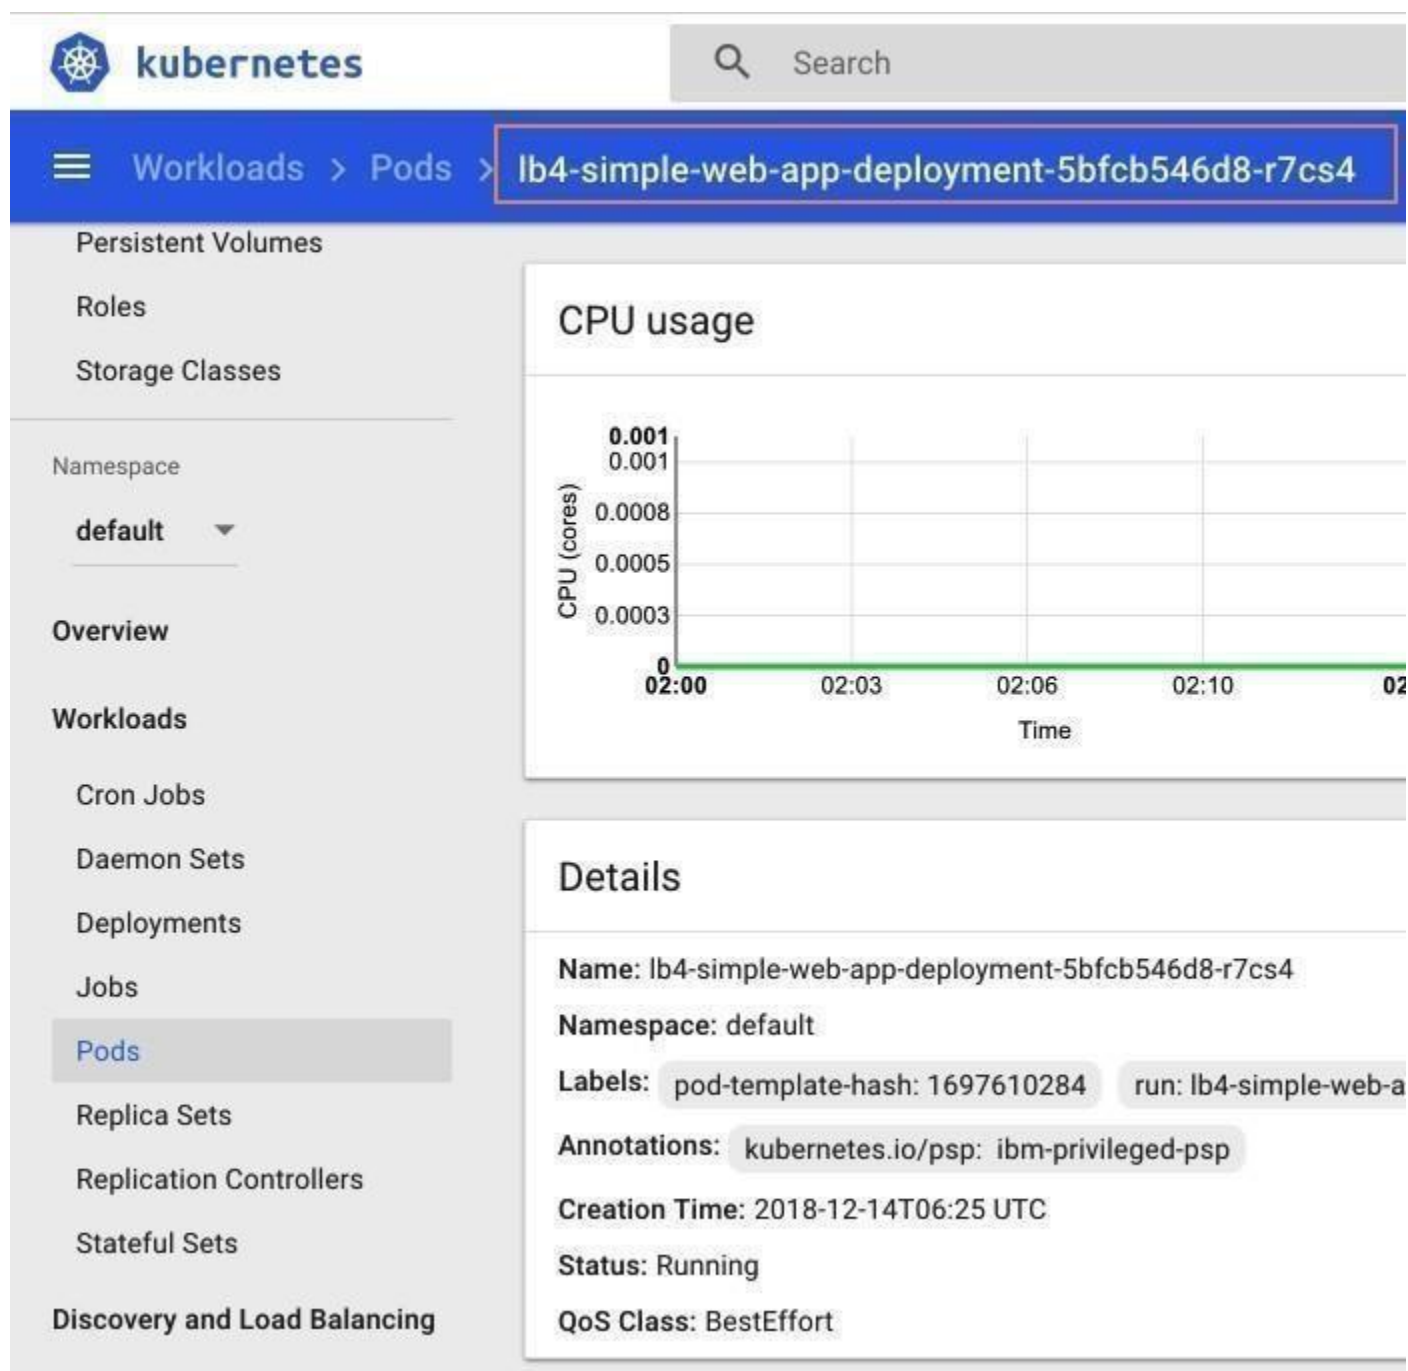 kubernetes
Search
Workloads > Pods > lb4-simple-web-app-deployment-5bfcb546d8-r7cs4
Persistent Volumes
Roles
Storage Classes
Namespace
default
Overview
Workloads
Cron Jobs
Daemon Sets
Deployments
Jobs
Pods
Replica Sets
Replication Controllers
Stateful Sets
Discovery and Load Balancing
CPU usage
CPU (cores)
0.001
0.001
0.0008
0.0005
0.0003
0
02:00 02:03 02:06 02:10 02
Time
Details
Name: lb4-simple-web-app-deployment-5bfcb546d8-r7cs4
Namespace: default
Labels: pod-template-hash: 1697610284 run: lb4-simple-web-a
Annotations: kubernetes.io/psp: ibm-privileged-psp
Creation Time: 2018-12-14T06:25 UTC
Status: Running
QoS Class: BestEffort